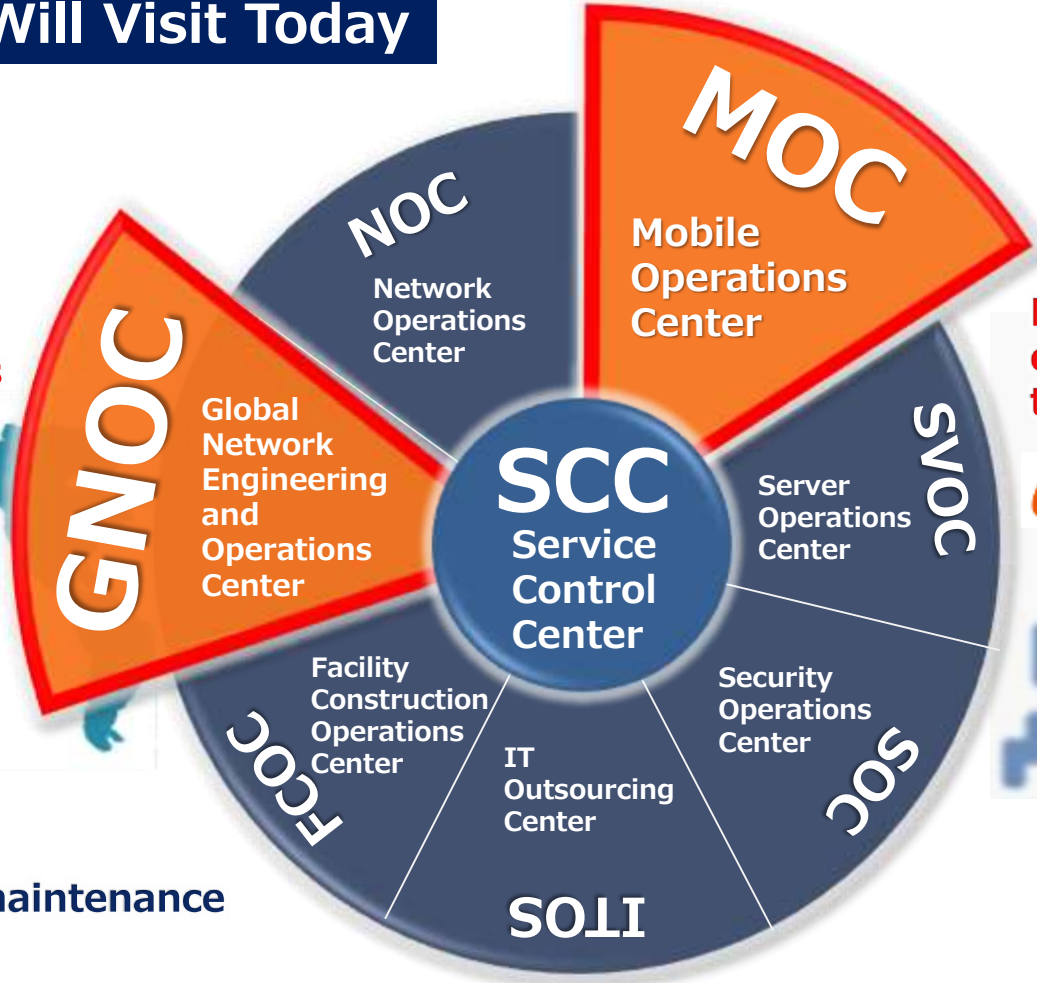 Will Visit Today
MOC
Mobile
Operations
Center
NOC
Network
Operations
Center
GNOC
Global
Network
Engineering
and
Operations
Center
SCC
Service
Control
Center
SVOC
Server
Operations
Center
SOC
Security
Operations
Center
ITOS
IT
Outsourcing
Center
FCOC
Facility
Construction
Operations
Center
maintenance